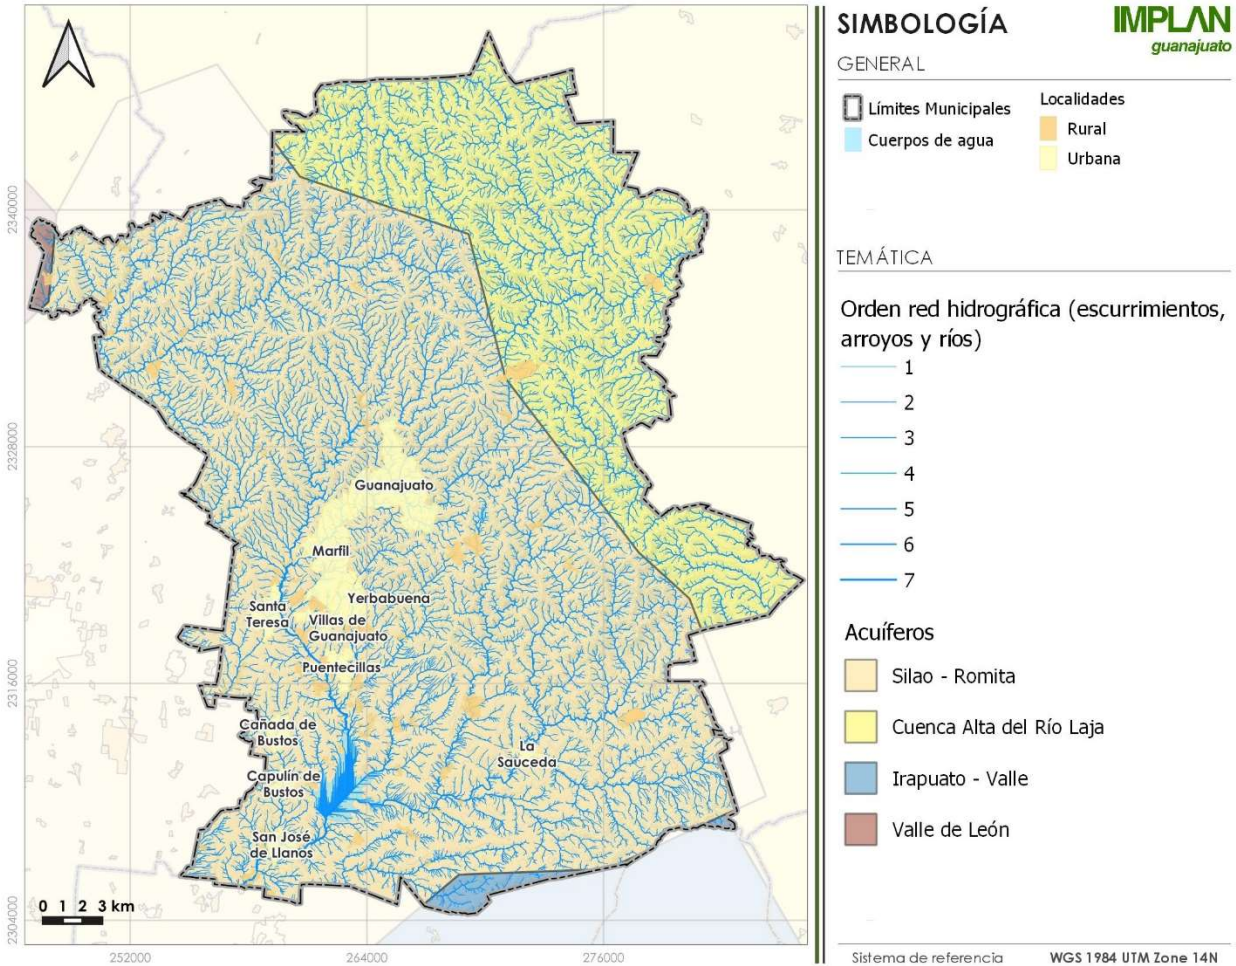 2340000
2328000
2316000
2304000
252000
264000
276000
Guanajuato
Marfil
Yerbabuena
Santa
Teresa
Villas de
Guanajuato
Puentecillas
Cañada de
Bustos
La
Sauceda
Capulín de
Bustos
San José
de Llanos
0 1 2 3 km
SIMBOLOGÍA
IMPLAN
guanajuato
GENERAL
Límites Municipales
Cuerpos de agua
Localidades
Rural
Urbana
TEMÁTICA
Orden red hidrográfica (escurrimientos,
arroyos y ríos)
1
2
3
4
5
6
7
Acuíferos
Silao - Romita
Cuenca Alta del Río Laja
Irapuato - Valle
Valle de León
Sistema de referencia WGS 1984 UTM Zone 14N